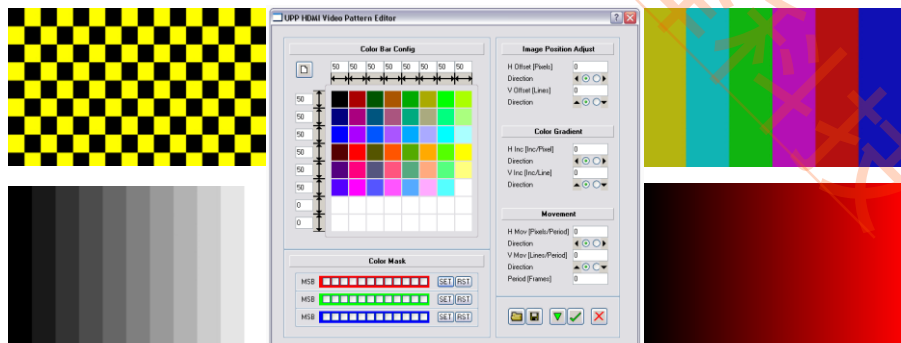 UPP HDMI Video Pattern Editor
Color Bar Config
50 50 50 50 50 50 50 50
50
50
50
50
50
50
0
0
Color Mask
MSB SET RST
MSB SET RST
MSB SET RST
Image Position Adjust
H Offset [Pixels] 0
Direction
V Offset [Lines] 0
Direction
Color Gradient
H Inc [Inc/Pixel] 0
Direction
V Inc [Inc/Line] 0
Direction
Movement
H Mov [Pixels/Period] 0
Direction
V Mov [Lines/Period] 0
Direction
Period [Frames] 0